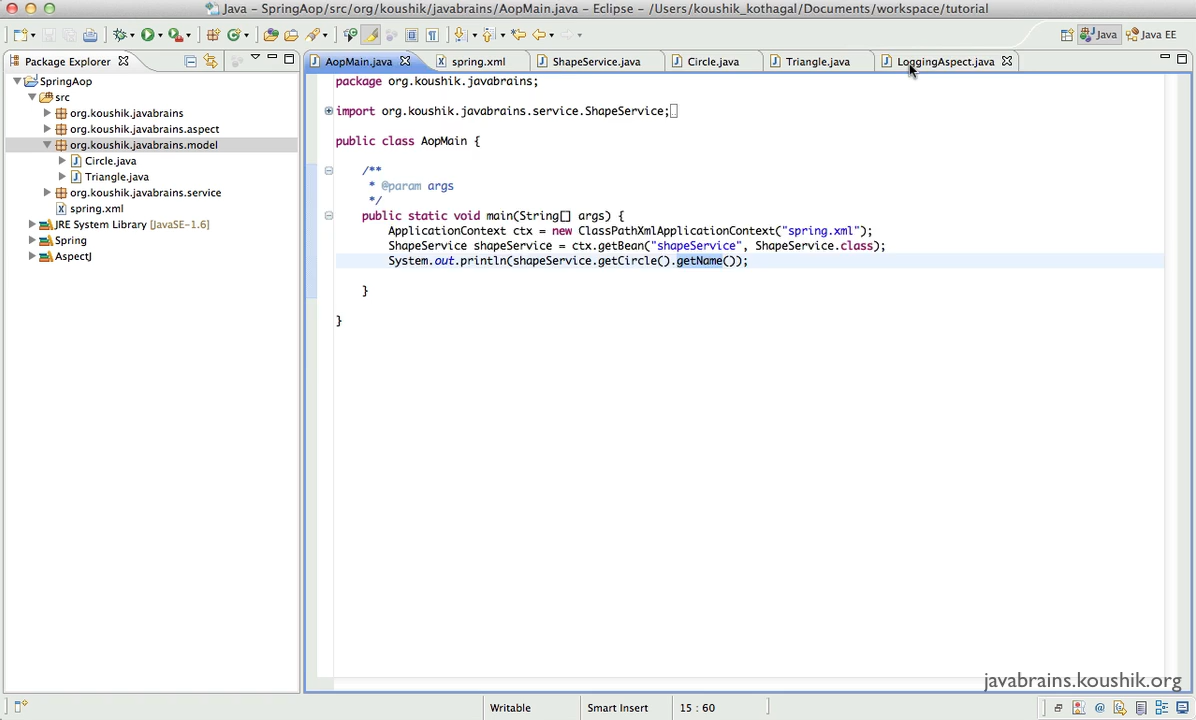 Java - SpringAop/src/org/koushik/javabrains/AopMain.java - Eclipse - /Users/koushik_kothagal/Documents/workspace/tutorial
Java
Java EE
Package Explorer
AopMain.java
spring.xml
ShapeService.java
Circle.java
Triangle.java
LoggingAspect.java
SpringAop
src
org.koushik.javabrains
org.koushik.javabrains.aspect
org.koushik.javabrains.model
Circle.java
Triangle.java
org.koushik.javabrains.service
spring.xml
JRE System Library [JavaSE-1.6]
Spring
AspectJ
package org.koushik.javabrains;
import org.koushik.javabrains.service.ShapeService;
public class AopMain {
/**
* @param args
*/
public static void main(String[] args) {
ApplicationContext ctx = new ClassPathXmlApplicationContext("spring.xml");
ShapeService shapeService = ctx.getBean("shapeService", ShapeService.class);
System.out.println(shapeService.getCircle().getName());
}
}
javabrains.koushik.org
Writable
Smart Insert
15 : 60